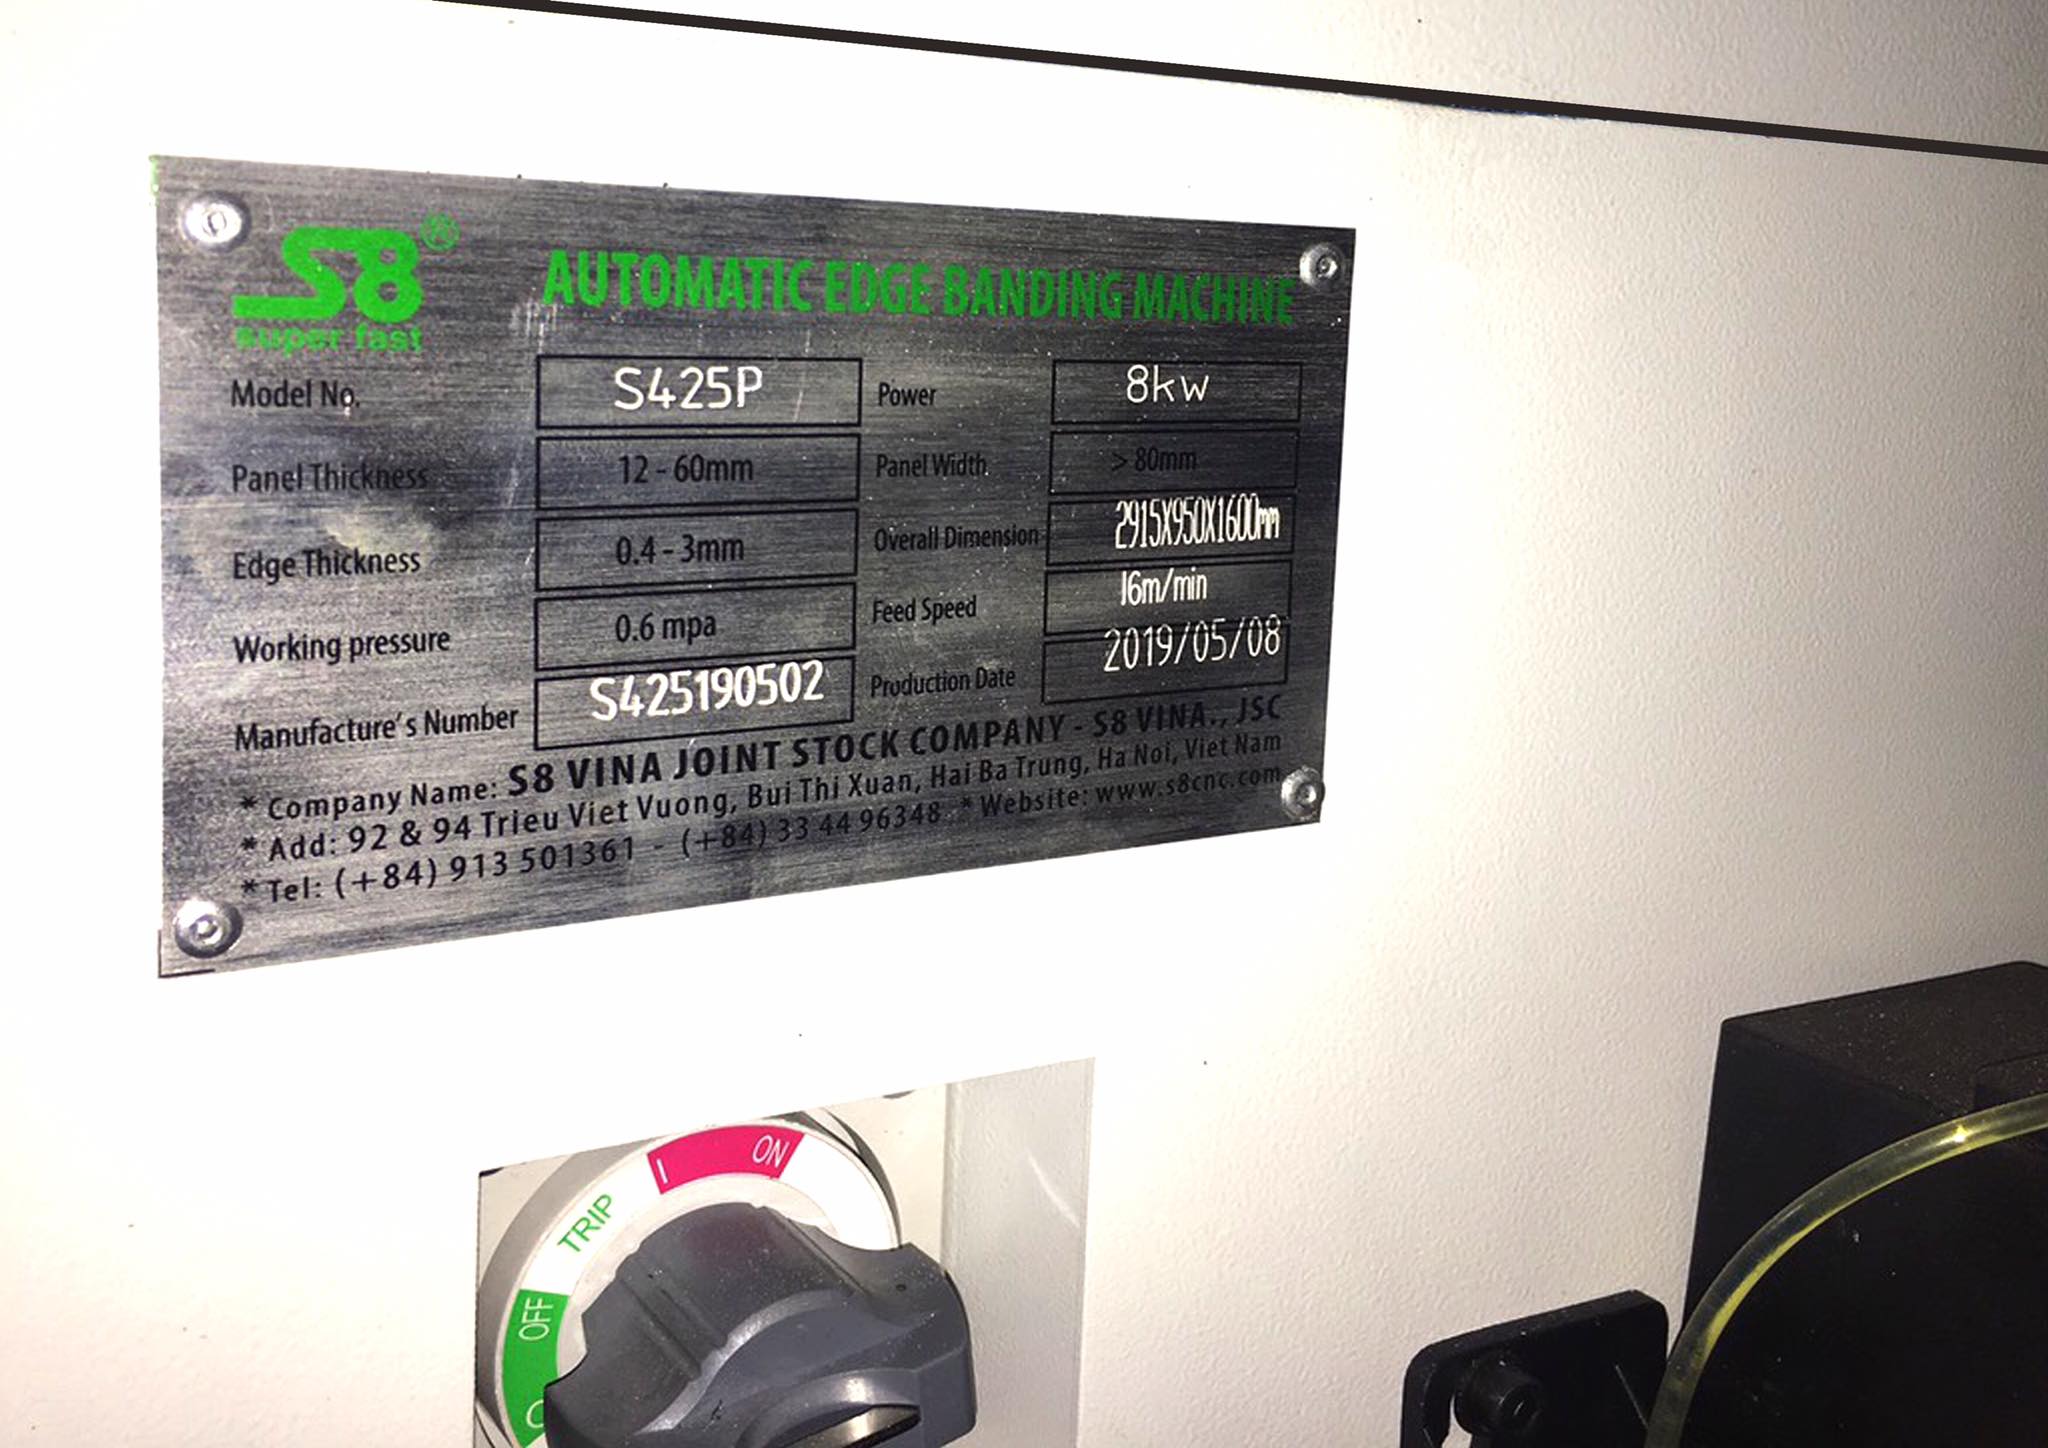 S8®
super fast
AUTOMATIC EDGE BANDING MACHINE
Model No. S425P Power 8kw
Panel Thickness 12 - 60mm Panel Width > 80mm
Edge Thickness 0.4 - 3mm Overall Dimension 2915X950X1600mm
Working pressure 0.6 mpa Feed Speed 16m/min
Manufacture's Number S425190502 Production Date 2019/05/08
* Company Name: S8 VINA JOINT STOCK COMPANY - S8 VINA., JSC
* Add: 92 & 94 Trieu Viet Vuong, Bui Thi Xuan, Hai Ba Trung, Ha Noi, Viet Nam
* Tel: (+84) 913 501361 - (+84) 33 44 96348 * Website: www.s8cnc.com
I ON
TRIP
OFF
O